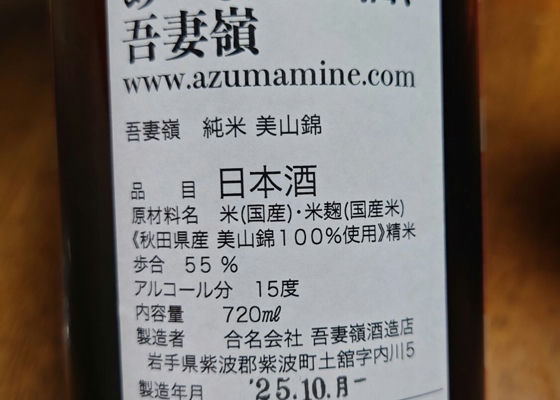 吾妻嶺
www.azumamine.com
吾妻嶺 純米 美山錦
品 目 日本酒
原材料名 米(国産)・米麹(国産米)
《秋田県産 美山錦100%使用》精米
歩合 55%
アルコール分 15度
内容量 720㎖
製造者 合名会社 吾妻嶺酒造店
岩手県紫波郡紫波町土舘字内川5
製造年月 '25.10.月